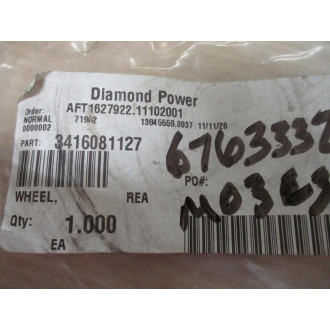 Diamond Power
Order: AFT1627922.11102001
NORMAL 71962 13845559.0037 11/11/20
0000002
PART: 3416081127
6763332
PO#:
WHEEL, REA
Qty: 1.000
EA